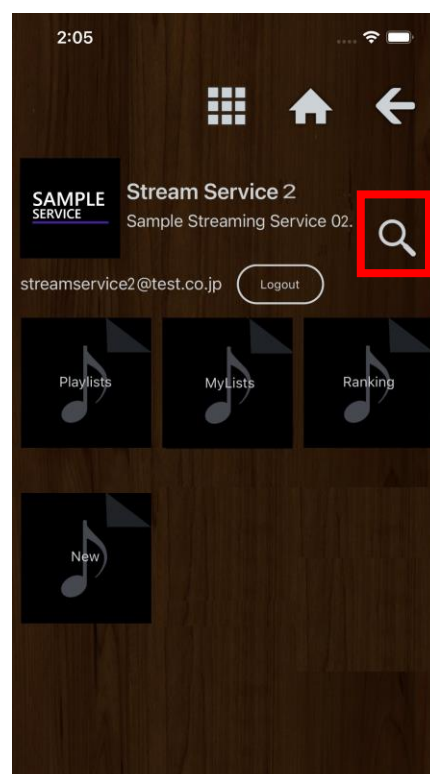 2:05
SAMPLE
SERVICE
Stream Service 2
Sample Streaming Service 02.
streamservice2@test.co.jp
Logout
Playlists
MyLists
Ranking
New